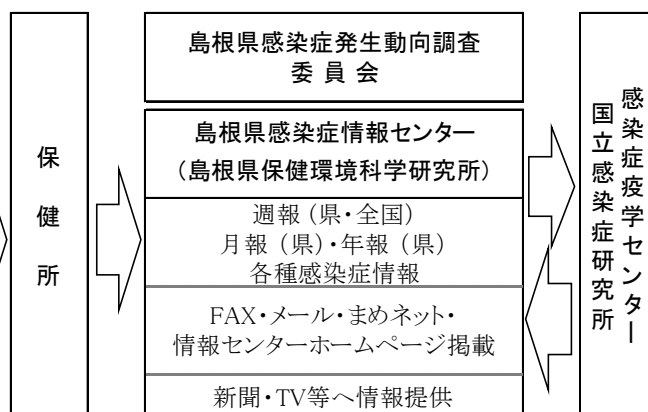 保健所
島根県感染症発生動向調査
委員会
島根県感染症情報センター
（島根県保健環境科学研究所）
週報（県・全国）
月報（県）・年報（県）
各種感染症情報
FAX・メール・まめネット・
情報センターホームページ掲載
新聞・TV等へ情報提供
感染症疫学センター
国立感染症研究所